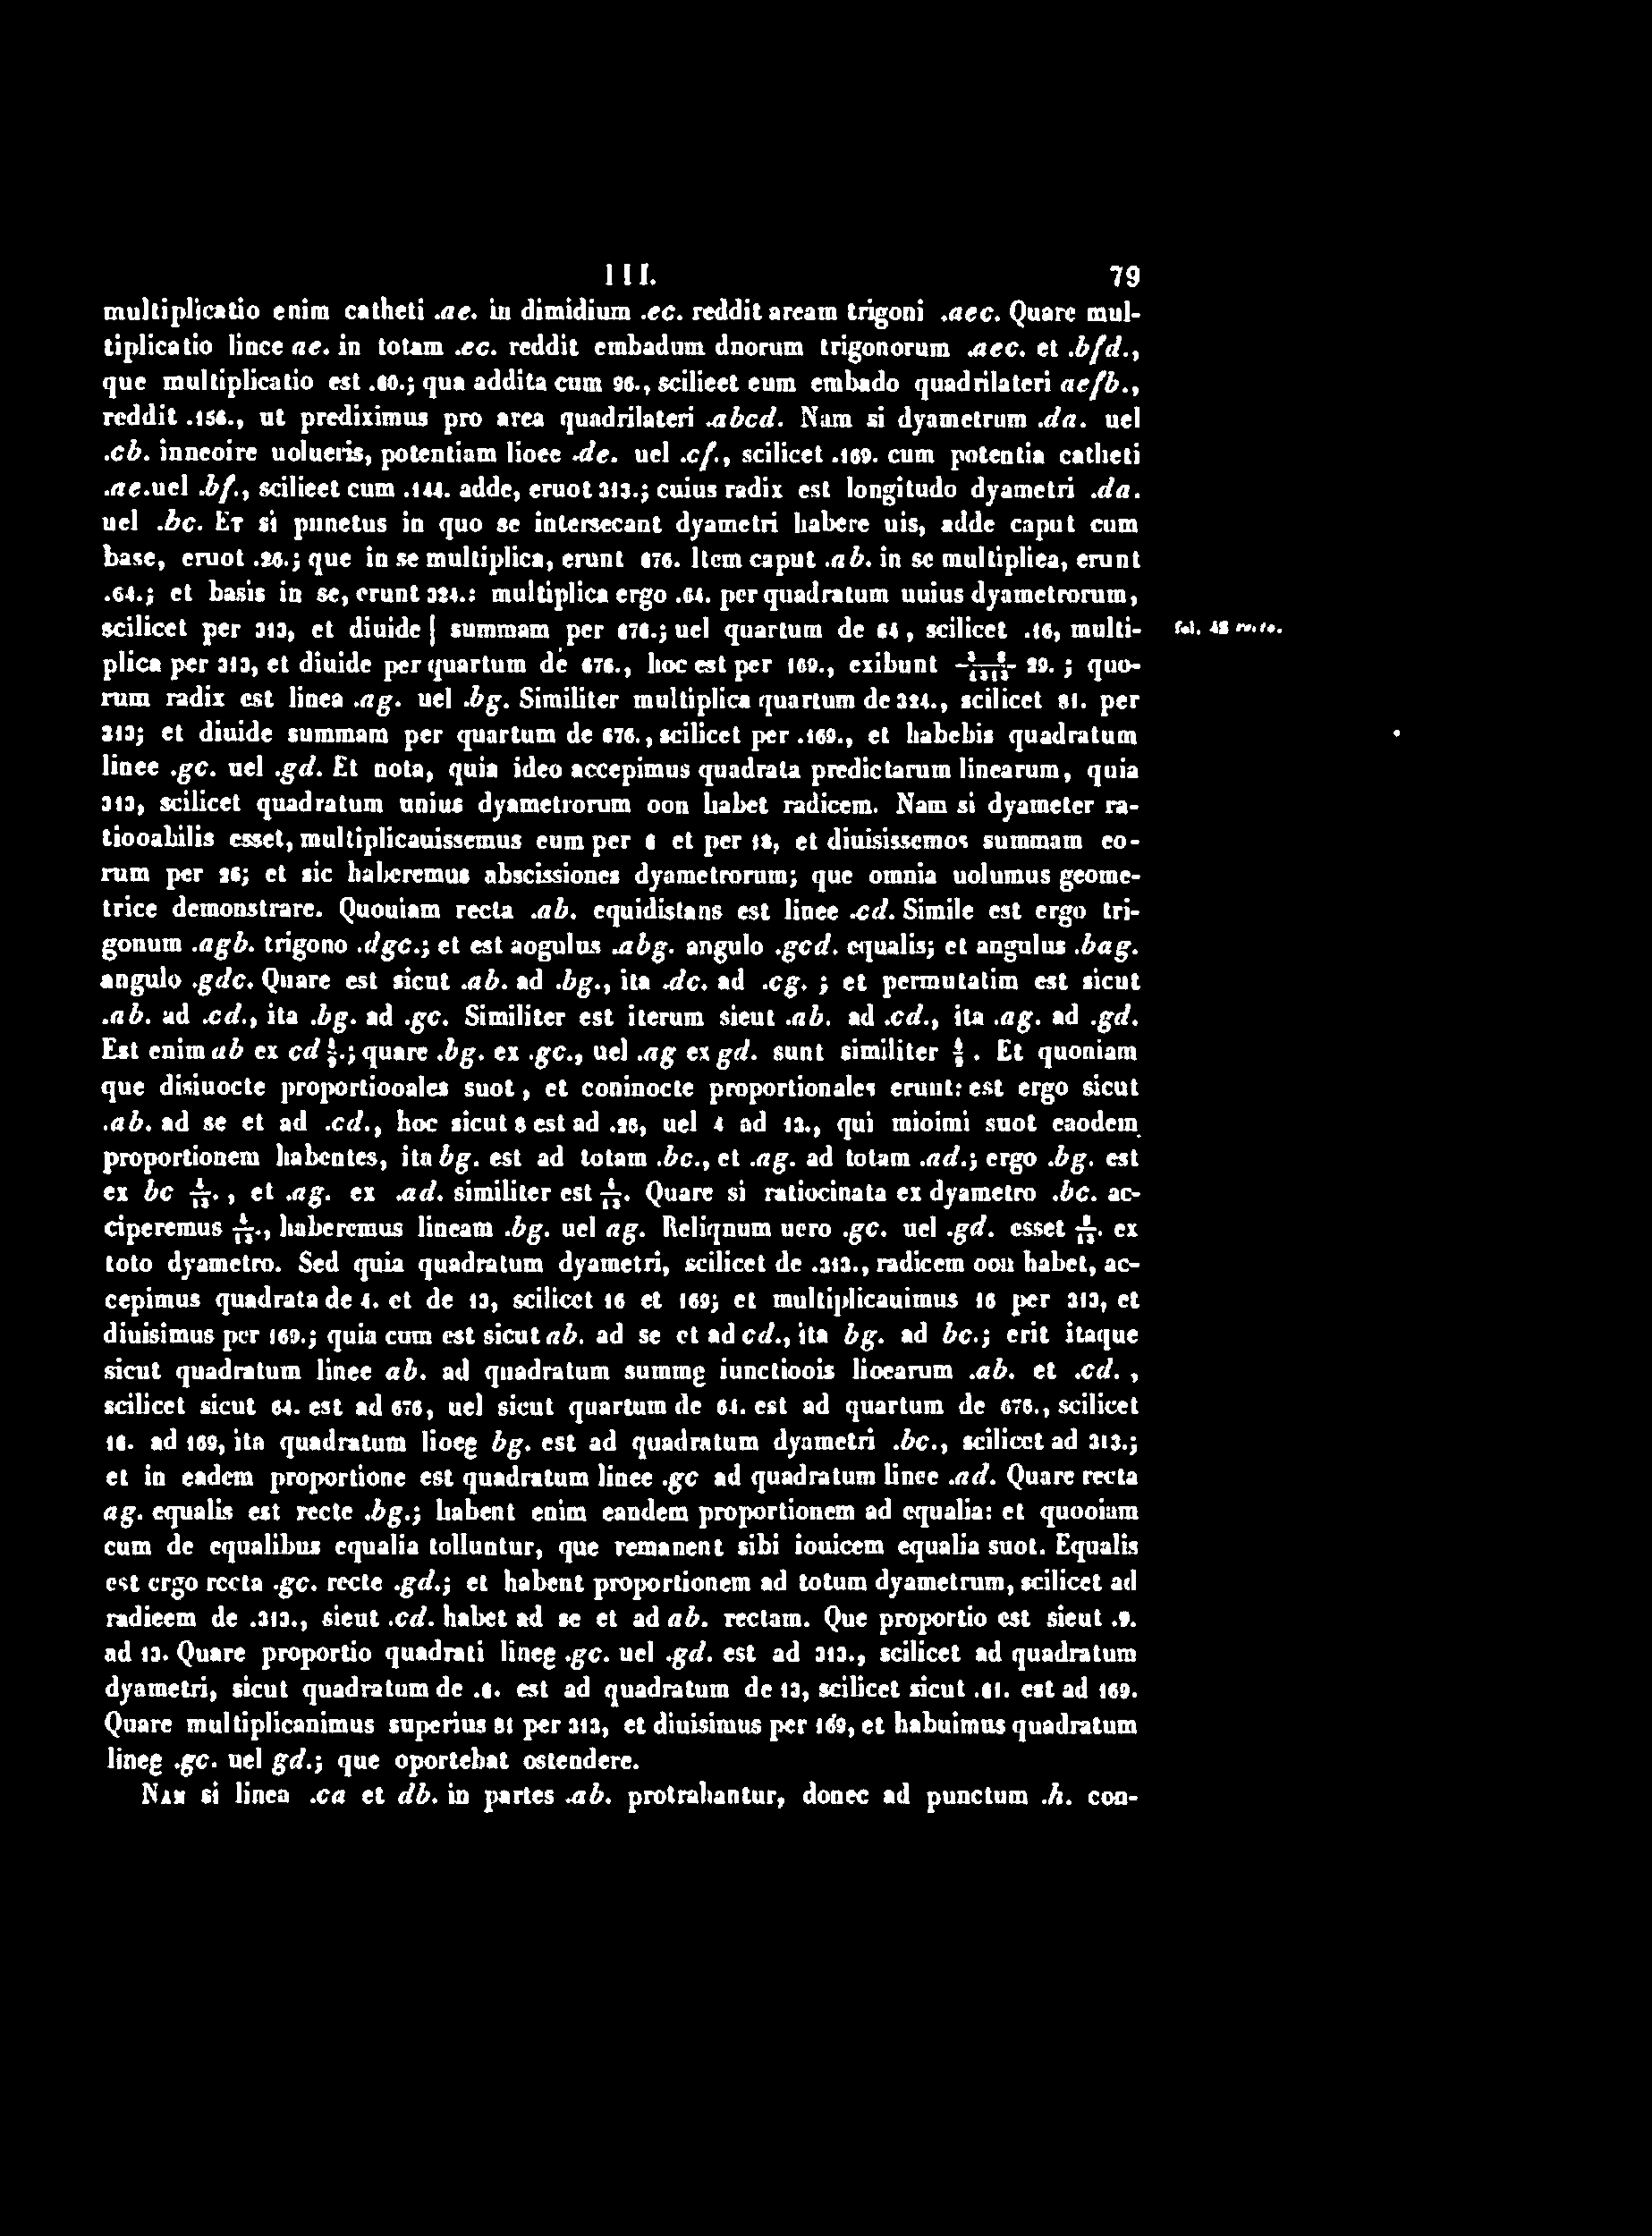 III. 79
multiplicatio enim catheti .ae. in dimidium .ec. reddit aream trigoni .aec. Quare mul-
tiplicatio linee ae. in totam .ec. reddit embadum duorum trigonorum .aec. et .bfd.,
que multiplicatio est .60.; qua addita cum 96., scilicet cum embado quadrilateri aefb.,
reddit .156., ut prediximus pro area quadrilateri .abcd. Nam si dyametrum .da. uel
.cb. inuenire uolueris, potentiam linee .de. uel .cf., scilicet .169. cum potentia catheti
.ae. uel .bf., scilicet cum .144. adde, erunt 313.; cuius radix est longitudo dyametri .da.
uel .bc. Et si punctus in quo se intersecant dyametri habere uis, adde caput cum
base, erunt .26.; que in se multiplica, erunt 676. Item caput .ab. in se multiplica, erunt
.64.; et basis in se, erunt 324.: multiplica ergo .64. per quadratum unius dyametrorum,
scilicet per 313, et diuide | summam per 676.; uel quartum de 64, scilicet .16, multi-
fol. 48 recto.
plica per 313, et diuide per quartum de 676., hoc est per 169., exibunt 29. ; quo-
rum radix est linea .ag. uel .bg. Similiter multiplica quartum de 324., scilicet 81. per
313; et diuide summam per quartum de 676., scilicet per .169., et habebis quadratum
linee .gc. uel .gd. Et nota, quia ideo accepimus quadrata predictarum linearum, quia
313, scilicet quadratum unius dyametrorum non habet radicem. Nam si dyameter ra-
tiocinabilis esset, multiplicauissemus eum per 8 et per 18, et diuisissemos summam eo-
rum per 26; et sic haberemus abscissiones dyametrorum; que omnia uolumus geome-
trice demonstrare. Quoniam recta .ab. equidistans est linee .cd. Simile est ergo tri-
gonum .agb. trigono .dgc.; et est angulus .abg. angulo .gcd. equalis; et angulus .bag.
angulo .gdc. Quare est sicut .ab. ad .bg., ita .dc. ad .cg. ; et permutatim est sicut
.ab. ad .cd., ita .bg. ad .gc. Similiter est iterum sicut .ab. ad .cd., ita .ag. ad .gd.
Est enim ab ex cd 4/9.; quare .bg. ex .gc., uel .ag ex gd. sunt similiter 4/9. Et quoniam
que disiuncte proportionales sunt, et coniuncte proportionales erunt: est ergo sicut
.ab. ad se et ad .cd., hoc sicut 8 est ad .26, uel 4 ad 13., qui minimi sunt eaodem
proportionem habentes, ita bg. est ad totam .bc., et .ag. ad totam .ad.; ergo .bg. est
ex bc 4/13., et .ag. ex .ad. similiter est 4/13. Quare si ratiocinata ex dyametro .bc. ac-
ciperemus 4/13., haberemus lineam .bg. uel ag. Reliqnum uero .gc. uel .gd. esset 9/13. ex
toto dyametro. Sed quia quadratum dyametri, scilicet de .313., radicem non habet, ac-
cepimus quadrata de 4. et de 13, scilicet 16 et 169; et multiplicauimus 16 per 313, et
diuisimus per 169.; quia cum est sicut ab. ad se et ad cd., ita bg. ad bc.; erit itaque
sicut quadratum linee ab. ad quadratum summę iunctionis linearum .ab. et .cd. ,
scilicet sicut 64. est ad 676, uel sicut quartum de 64. est ad quartum de 676., scilicet
16. ad 169, ita quadratum lineę bg. est ad quadratum dyametri .bc., scilicet ad 313.;
et in eadem proportione est quadratum linee .gc ad quadratum linee .ad. Quare recta
ag. equalis est recte .bg.; habent enim eandem proportionem ad equalia: et quoniam
cum de equalibus equalia tolluntur, que remanent sibi inuicem equalia sunt. Equalis
est ergo recta .gc. recte .gd.; et habent proportionem ad totum dyametrum, scilicet ad
radicem de .313., sicut .cd. habet ad se et ad ab. rectam. Que proportio est sicut .9.
ad 13. Quare proportio quadrati lineę .gc. uel .gd. est ad 313., scilicet ad quadratum
dyametri, sicut quadratum de .9. est ad quadratum de 13, scilicet sicut .81. est ad 169.
Quare multiplicanimus superius 81 per 313, et diuisimus per 169, et habuimus quadratum
lineę .gc. uel gd.; que oportebat ostendere.
Nam si linea .ca et db. in partes .ab. protrahantur, donec ad punctum .h. con-